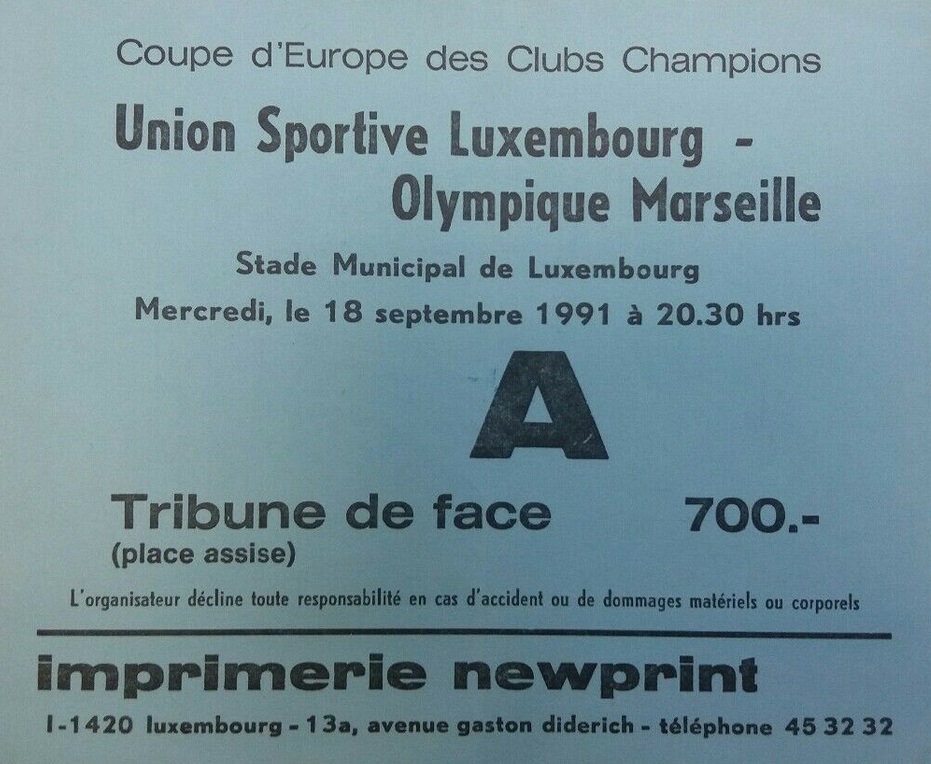 Coupe d'Europe des Clubs Champions
Union Sportive Luxembourg -
Olympique Marseille
Stade Municipal de Luxembourg
Mercredi, le 18 septembre 1991 à 20.30 hrs
A
Tribune de face 700.-
(place assise)
L'organisateur décline toute responsabilité en cas d'accident ou de dommages matériels ou corporels
imprimerie newprint
l-1420 luxembourg - 13a, avenue gaston diderich - téléphone 45 32 32